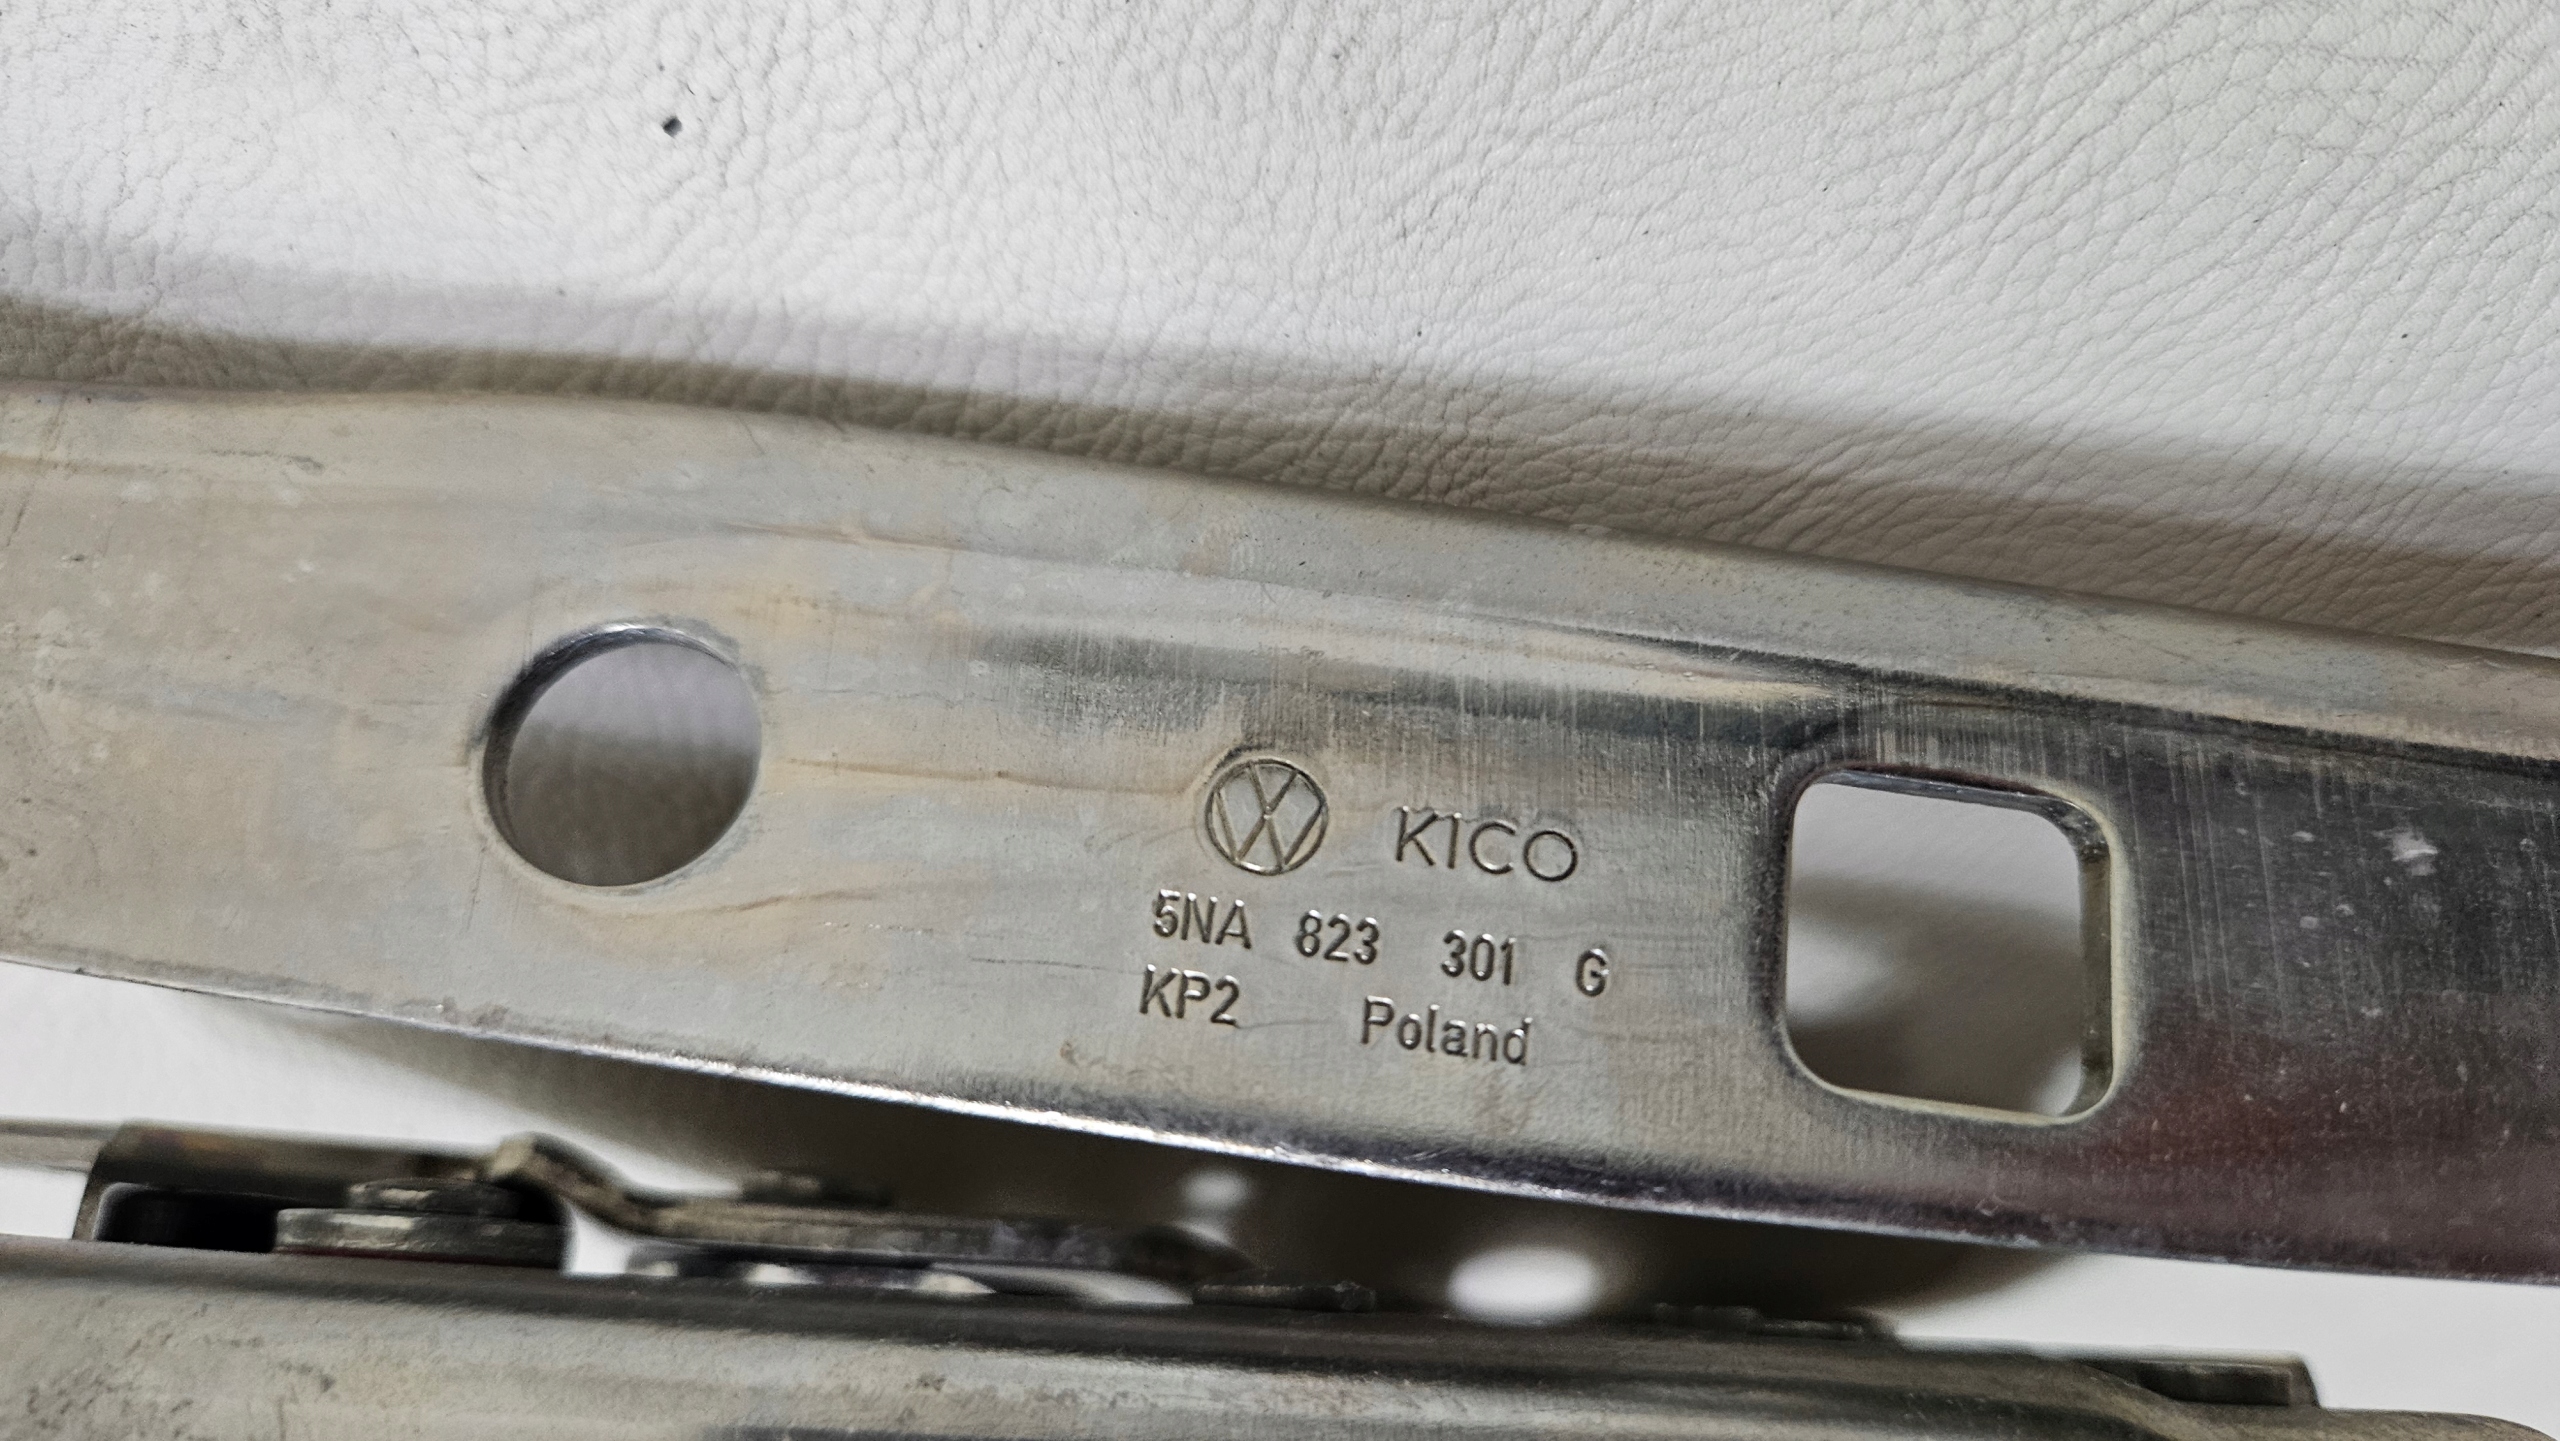 KICO
5NA 823 301 G
KP2 Poland